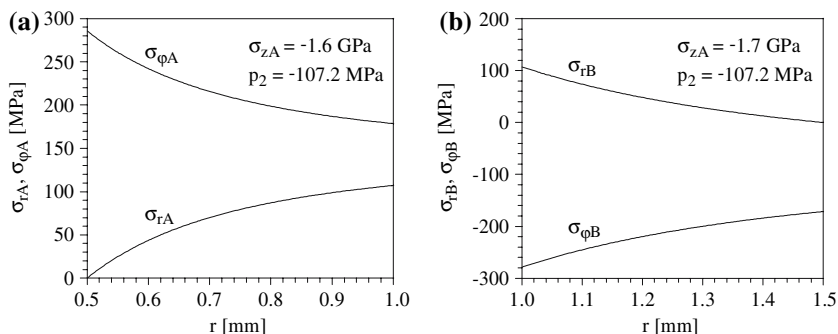 (a)
300
250
200
150
100
50
0
σrA, σφA [MPa]
σφA
σzA = -1.6 GPa
p2 = -107.2 MPa
σrA
0.5 0.6 0.7 0.8 0.9 1.0
r [mm]
(b)
200
100
0
-100
-200
-300
σrB, σφB [MPa]
σzA = -1.7 GPa
p2 = -107.2 MPa
σrB
σφB
1.0 1.1 1.2 1.3 1.4 1.5
r [mm]